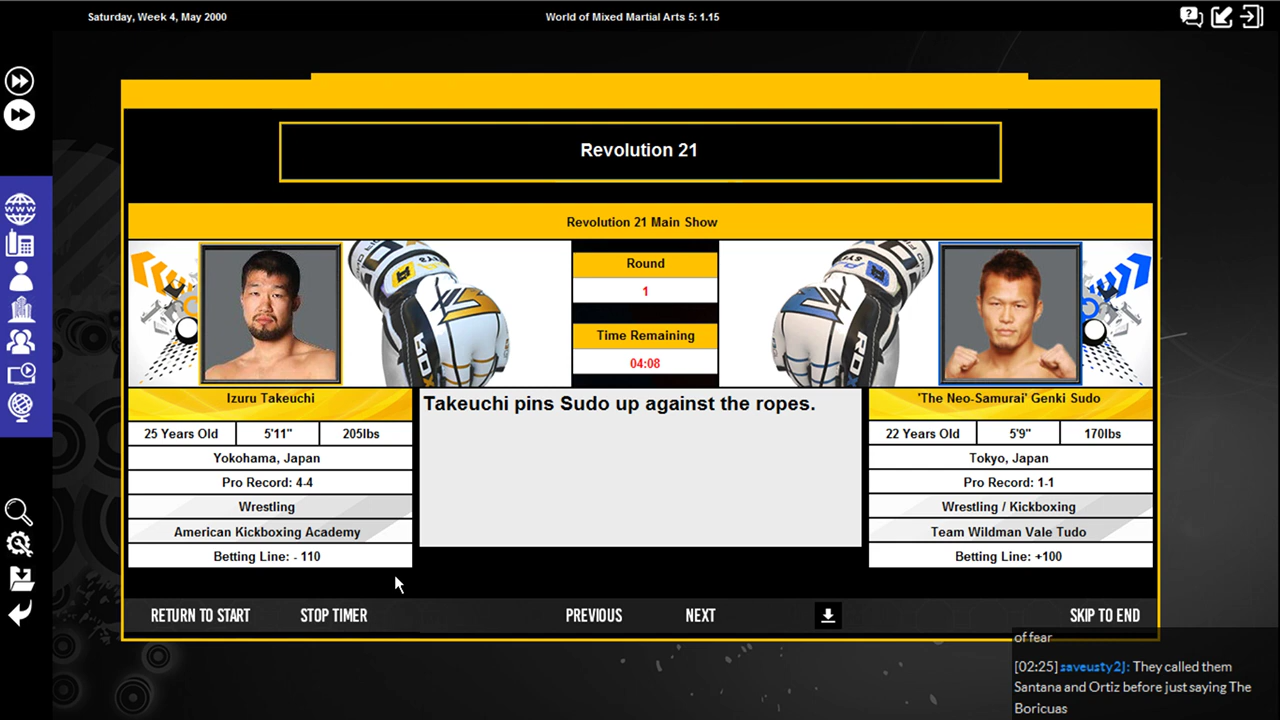 Saturday, Week 4, May 2000
World of Mixed Martial Arts 5: 1.15
Revolution 21
Revolution 21 Main Show
Round
1
Time Remaining
04:08
Izuru Takeuchi
25 Years Old
5'11"
205lbs
Yokohama, Japan
Pro Record: 4-4
Wrestling
American Kickboxing Academy
Betting Line: - 110
Takeuchi pins Sudo up against the ropes.
'The Neo-Samurai' Genki Sudo
22 Years Old
5'9"
170lbs
Tokyo, Japan
Pro Record: 1-1
Wrestling / Kickboxing
Team Wildman Vale Tudo
Betting Line: +100
RETURN TO START
STOP TIMER
PREVIOUS
NEXT
SKIP TO END
of fear
[02:25] saveusty2J: They called them
Santana and Ortiz before just saying The
Boricuas